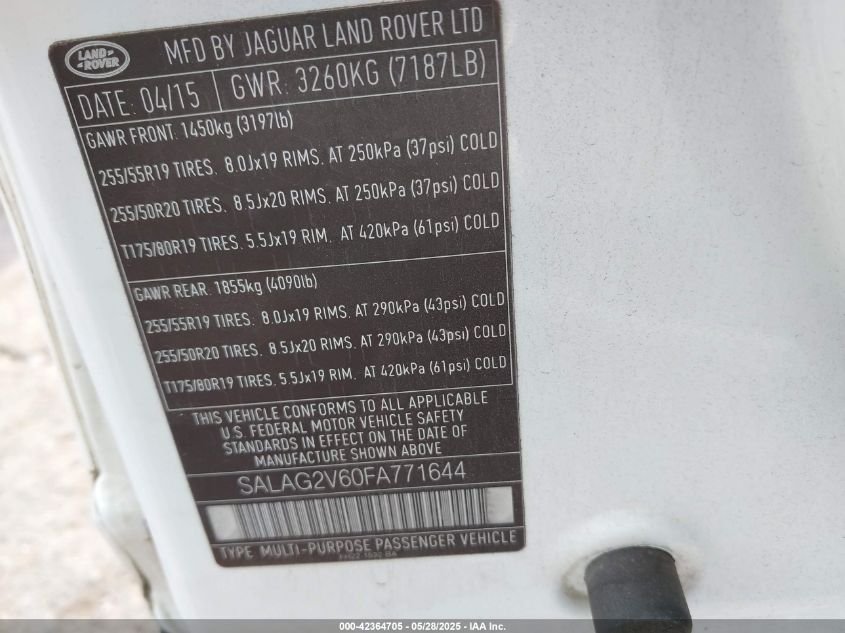 LAND
ROVER
MFD BY JAGUAR LAND ROVER LTD
DATE: 04/15 GWR: 3260KG (7187LB)
GAWR FRONT. 1450kg (3197lb)
255/55R19 TIRES. 8.0Jx19 RIMS. AT 250kPa (37psi) COLD
255/50R20 TIRES. 8.5Jx20 RIMS. AT 250kPa (37psi) COLD
T175/80R19 TIRES. 5.5Jx19 RIM. AT 420kPa (61psi) COLD
GAWR REAR. 1855kg (4090lb)
255/55R19 TIRES. 8.0Jx19 RIMS. AT 290kPa (43psi) COLD
255/50R20 TIRES. 8.5Jx20 RIMS. AT 290kPa (43psi) COLD
T175/80R19 TIRES. 5.5Jx19 RIM. AT 420kPa (61psi) COLD
THIS VEHICLE CONFORMS TO ALL APPLICABLE
U.S. FEDERAL MOTOR VEHICLE SAFETY
STANDARDS IN EFFECT ON THE DATE OF
MANUFACTURE SHOWN ABOVE
SALAG2V60FA771644
TYPE MULTI-PURPOSE PASSENGER VEHICLE
000-42364705 - 05/28/2025 - IAA Inc.